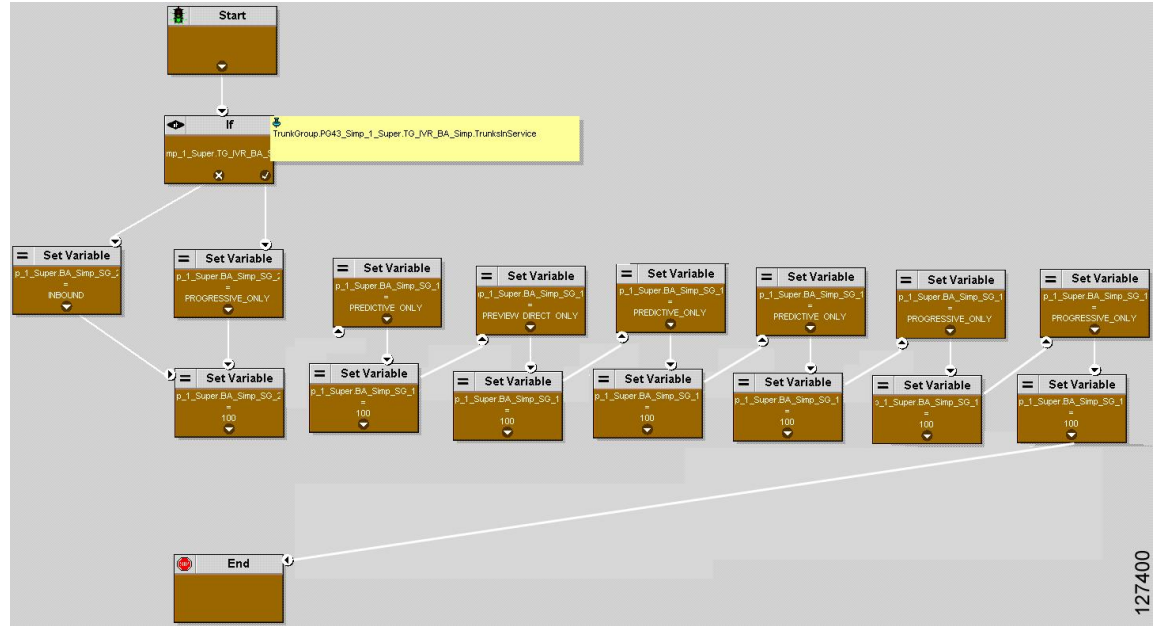 Start
If
TrunkGroup.PG43_Simp_1_Super.TG_IVR_BA_Simp.TrunksInService
mp_1_Super.TG_IVR_BA_S
Set Variable
p_1_Super.BA_Simp_SG_2
=
INBOUND
Set Variable
p_1_Super.BA_Simp_SG_2
=
PROGRESSIVE_ONLY
Set Variable
p_1_Super.BA_Simp_SG_1
=
PREDICTIVE_ONLY
Set Variable
p_1_Super.BA_Simp_SG_1
=
PREVIEW_DIRECT_ONLY
Set Variable
p_1_Super.BA_Simp_SG_1
=
PREDICTIVE_ONLY
Set Variable
p_1_Super.BA_Simp_SG_1
=
PREDICTIVE_ONLY
Set Variable
p_1_Super.BA_Simp_SG_1
=
PROGRESSIVE_ONLY
Set Variable
p_1_Super.BA_Simp_SG_1
=
PROGRESSIVE_ONLY
Set Variable
p_1_Super.BA_Simp_SG_2
=
100
Set Variable
p_1_Super.BA_Simp_SG_1
=
100
Set Variable
p_1_Super.BA_Simp_SG_1
=
100
Set Variable
p_1_Super.BA_Simp_SG_1
=
100
Set Variable
p_1_Super.BA_Simp_SG_1
=
100
Set Variable
p_1_Super.BA_Simp_SG_1
=
100
Set Variable
p_1_Super.BA_Simp_SG_1
=
100
End
127400